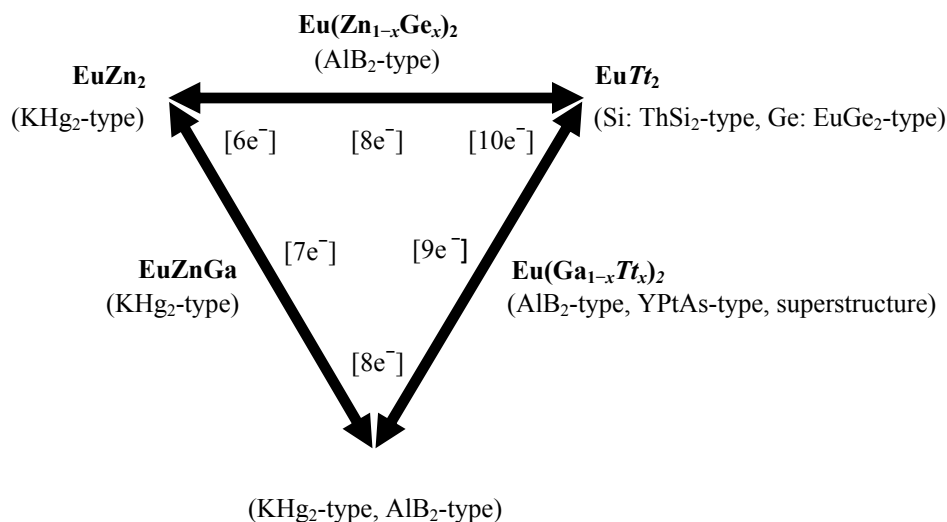 Eu(Zn₁₋ₓGeₓ)₂
(AlB₂-type)
EuZn₂
EuTt₂
(KHg₂-type)
(Si: ThSi₂-type, Ge: EuGe₂-type)
[6e⁻]
[8e⁻]
[10e⁻]
[7e⁻]
[9e⁻]
EuZnGa
Eu(Ga₁₋ₓTtₓ)₂
(KHg₂-type)
(AlB₂-type, YPtAs-type, superstructure)
[8e⁻]
(KHg₂-type, AlB₂-type)